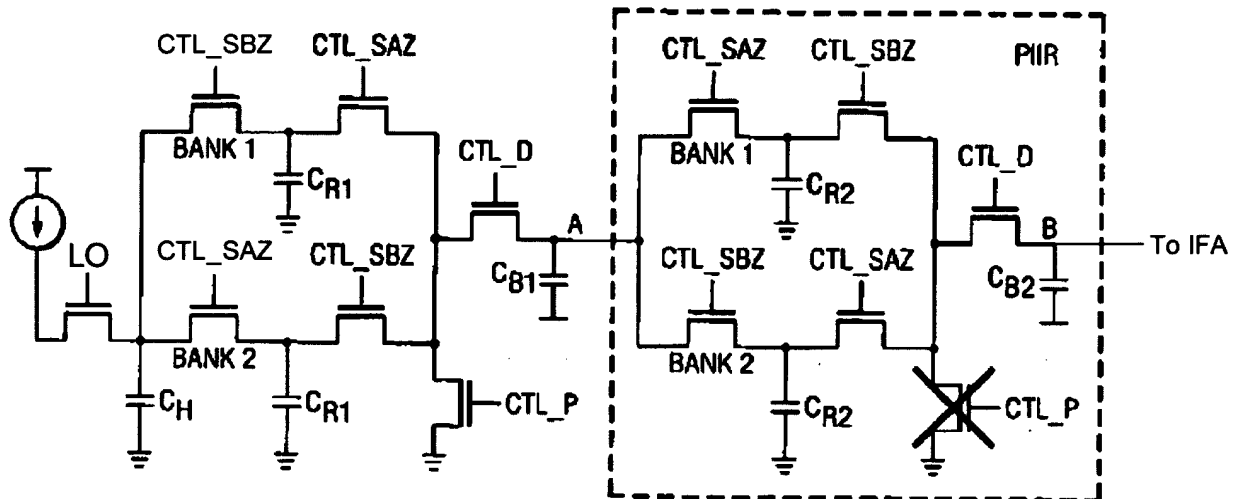 CTL_SBZ
CTL_SAZ
BANK 1
CR1
CTL_D
A
LO
CTL_SAZ
CTL_SBZ
BANK 2
CH
CR1
CB1
CTL_P
PIIR
CTL_SAZ
CTL_SBZ
BANK 1
CR2
CTL_D
B
To IFA
CTL_SBZ
CTL_SAZ
BANK 2
CR2
CB2
CTL_P